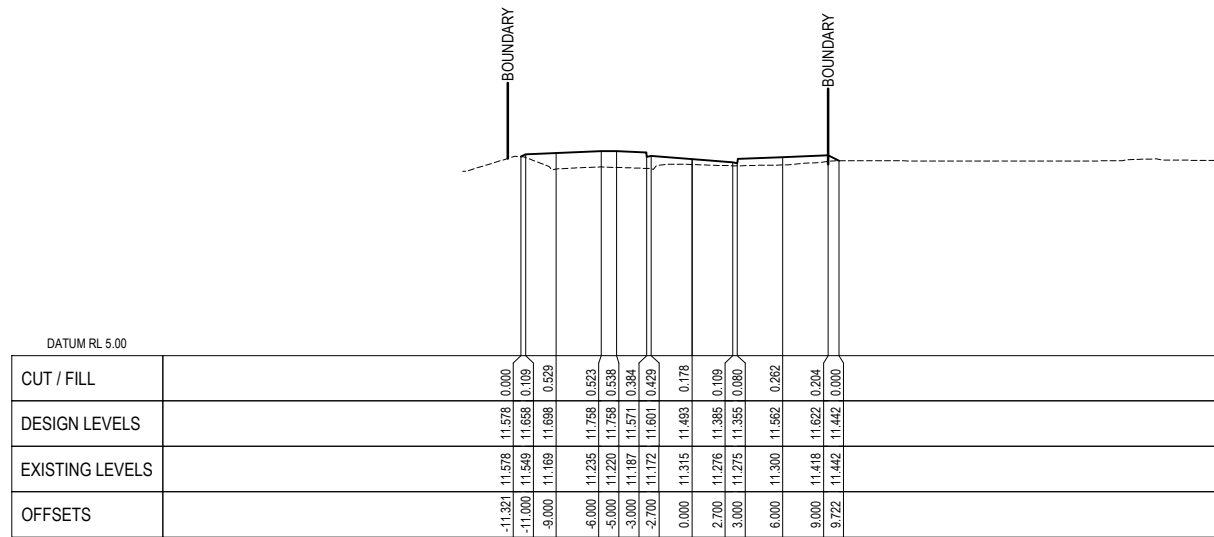 BOUNDARY
BOUNDARY
DATUM RL 5.00
CUT / FILL 0.000 0.109 0.529 0.523 0.538 0.384 0.429 0.178 0.109 0.080 0.262 0.204 0.000
DESIGN LEVELS 11.578 11.658 11.698 11.758 11.758 11.571 11.601 11.493 11.385 11.355 11.562 11.622 11.442
EXISTING LEVELS 11.578 11.549 11.169 11.235 11.220 11.187 11.172 11.315 11.276 11.275 11.300 11.418 11.442
OFFSETS -11.321 -11.000 -9.000 -6.000 -5.000 -3.000 -2.700 0.000 2.700 3.000 6.000 9.000 9.722